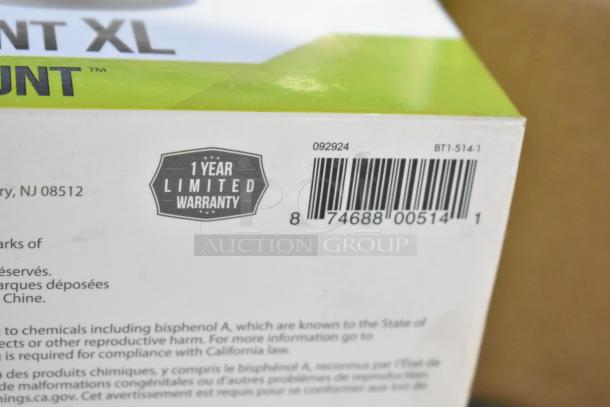 NT XL
UNT™
092924
BT1-514-1
1 YEAR
LIMITED
WARRANTY
8 74688 00514 1
ry, NJ 08512
AUCTION GROUP
arks of
éservés.
arques déposées
Chine.
to chemicals including bisphenol A, which are known to the State of
ects or other reproductive harm. For more information go to
g is required for compliance with California law.
à des produits chimiques, y compris le bisphénol A, reconnus par l'État de
de malformations congénitales ou d'autres problèmes de reproduction.
nings.ca.gov. Cet avertissement est requis pour se conformer aux lois de